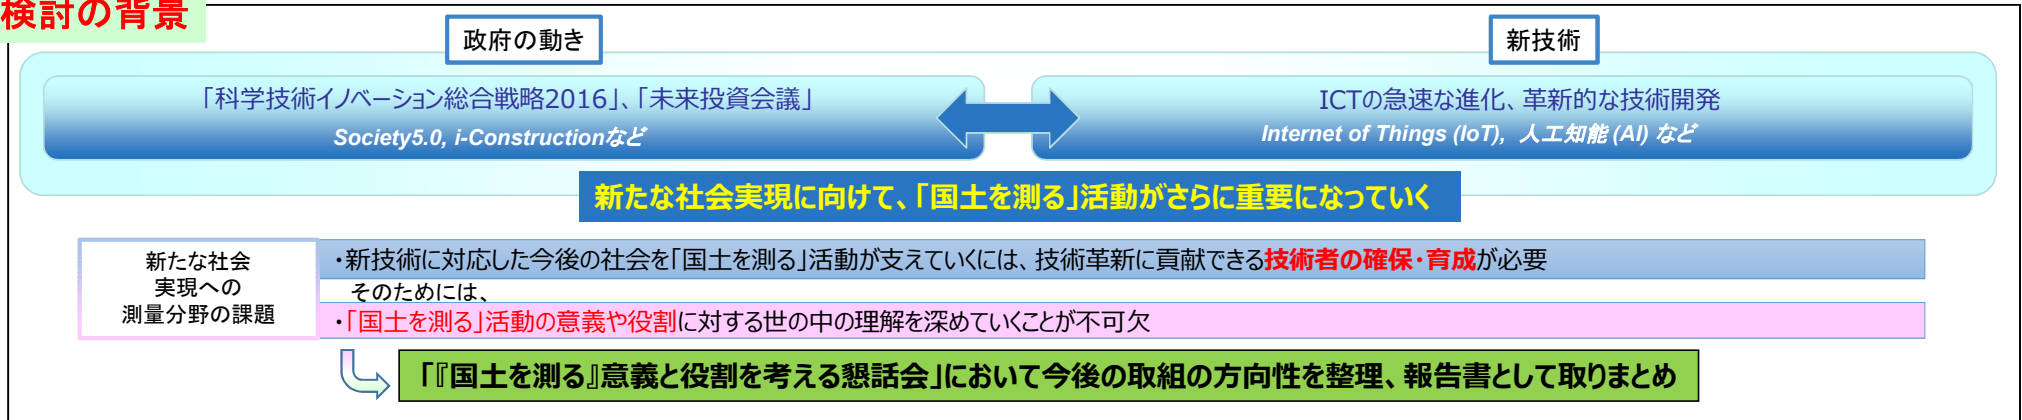 検討の背景
政府の動き
新技術
「科学技術イノベーション総合戦略2016」、「未来投資会議」
Society5.0, i-Constructionなど
ICTの急速な進化、革新的な技術開発
Internet of Things (IoT), 人工知能 (AI) など
新たな社会実現に向けて、「国土を測る」活動がさらに重要になっていく
新たな社会
実現への
測量分野の課題
・新技術に対応した今後の社会を「国土を測る」活動が支えていくには、技術革新に貢献できる技術者の確保・育成が必要
そのためには、
・「国土を測る」活動の意義や役割に対する世の中の理解を深めていくことが不可欠
「『国土を測る』意義と役割を考える懇話会」において今後の取組の方向性を整理、報告書として取りまとめ